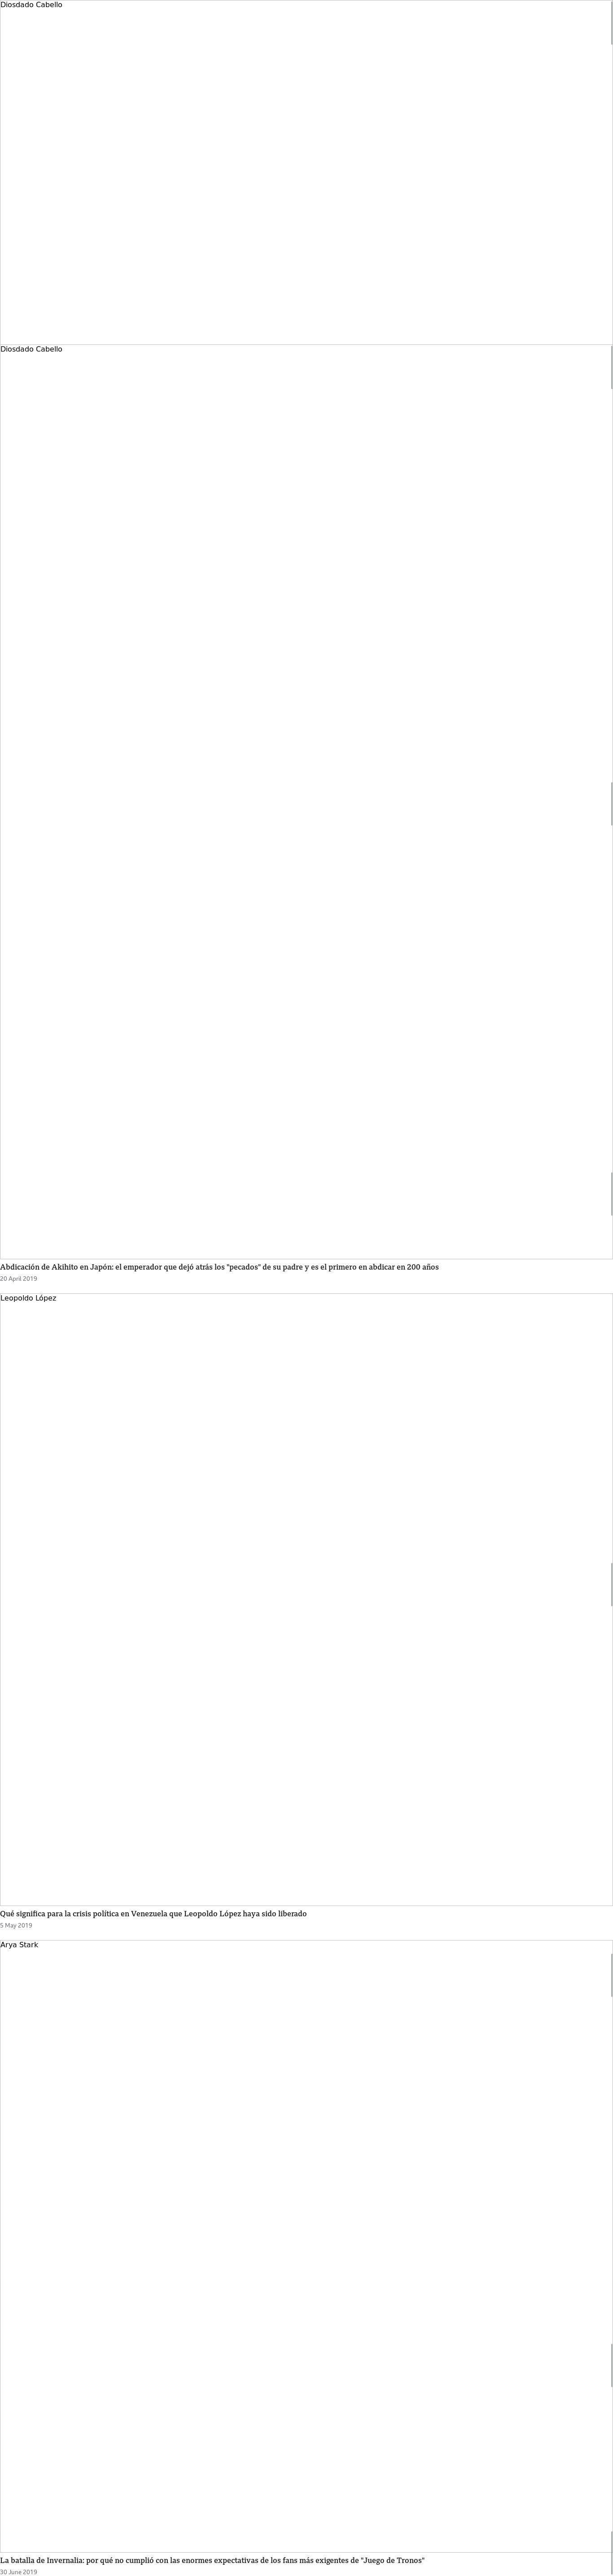 Diosdado Cabello
Diosdado Cabello
Abdicación de Akihito en Japón: el emperador que dejó atrás los "pecados" de su padre y es el primero en abdicar en 200 años
20 April 2019
Leopoldo López
Qué significa para la crisis política en Venezuela que Leopoldo López haya sido liberado
5 May 2019
Arya Stark
La batalla de Invernalia: por qué no cumplió con las enormes expectativas de los fans más exigentes de "Juego de Tronos"
30 June 2019